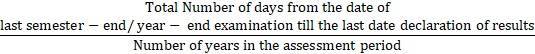 Total Number of days from the date of
last semester − end/ year − end examination till the last date declaration of results
Number of years in the assessment period